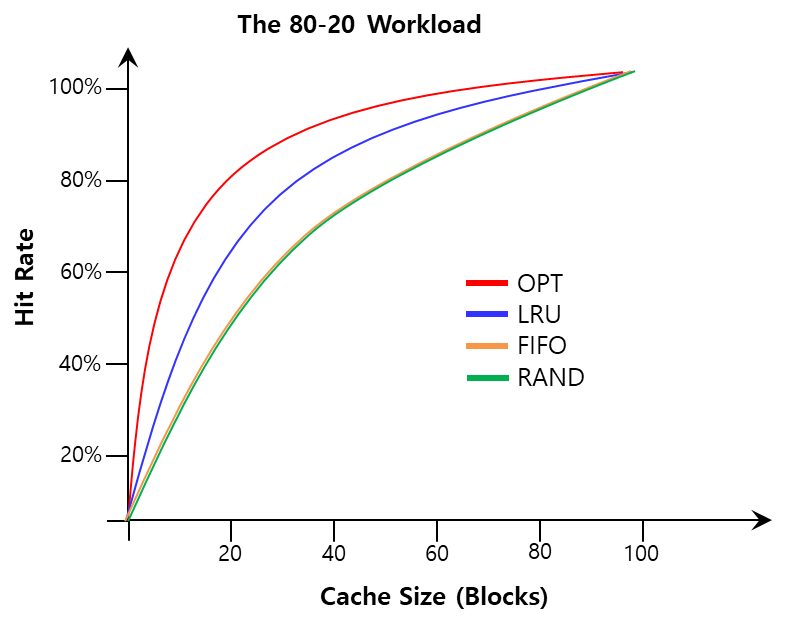 The 80-20 Workload
100%
80%
60%
40%
20%
Hit Rate
OPT
LRU
FIFO
RAND
20 40 60 80 100
Cache Size (Blocks)